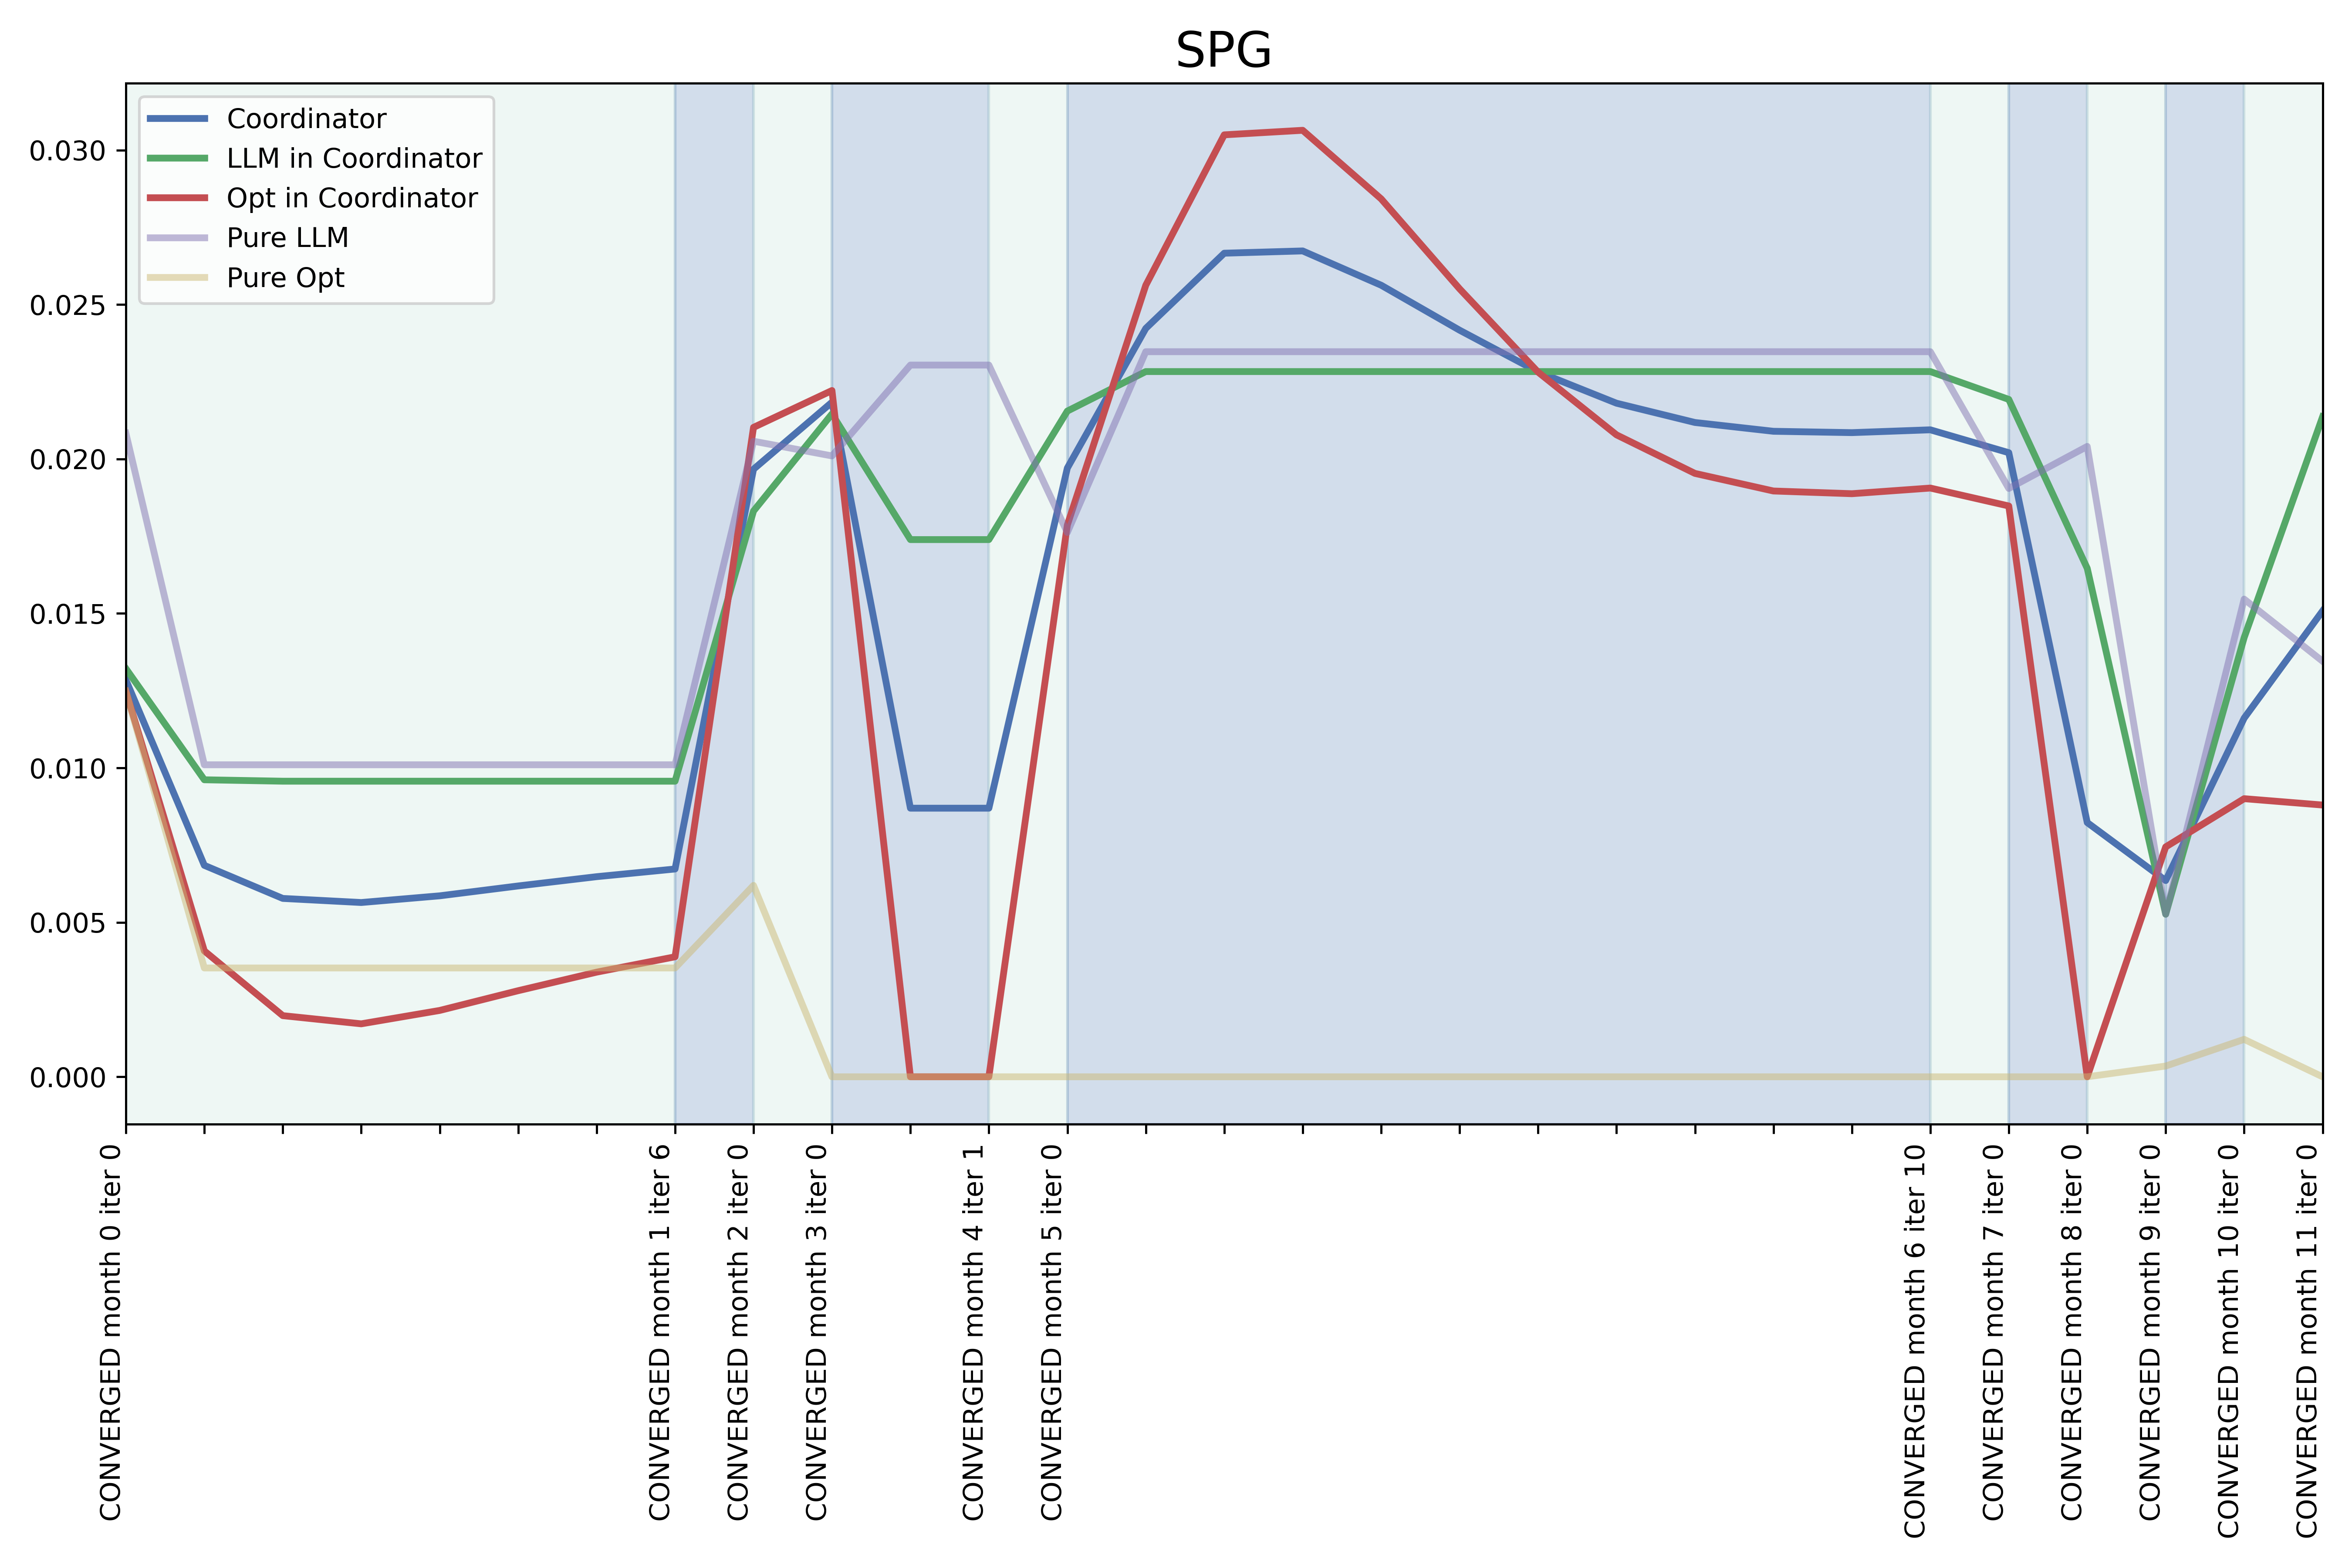 SPG
Coordinator
LLM in Coordinator
Opt in Coordinator
Pure LLM
Pure Opt
0.030
0.025
0.020
0.015
0.010
0.005
0.000
CONVERGED month 0 iter 0
CONVERGED month 1 iter 6
CONVERGED month 2 iter 0
CONVERGED month 3 iter 0
CONVERGED month 4 iter 1
CONVERGED month 5 iter 0
CONVERGED month 6 iter 10
CONVERGED month 7 iter 0
CONVERGED month 8 iter 0
CONVERGED month 9 iter 0
CONVERGED month 10 iter 0
CONVERGED month 11 iter 0